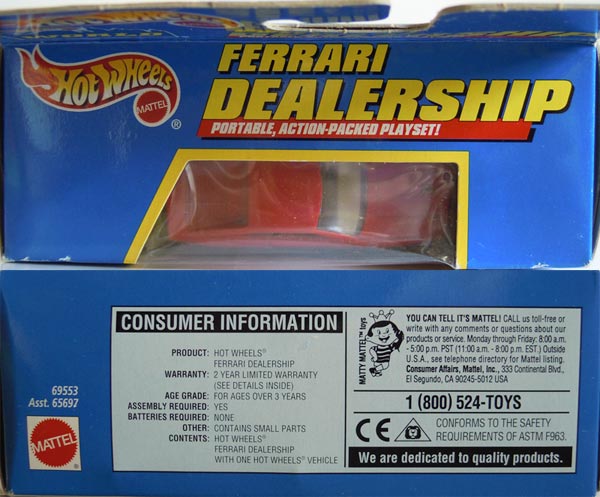 HOT WHEELS
MATTEL
®
FERRARI
DEALERSHIP
PORTABLE, ACTION-PACKED PLAYSET!
CONSUMER INFORMATION
PRODUCT: HOT WHEELS®
FERRARI DEALERSHIP
WARRANTY: 2 YEAR LIMITED WARRANTY
(SEE DETAILS INSIDE)
AGE GRADE: FOR AGES OVER 3 YEARS
ASSEMBLY REQUIRED: YES
BATTERIES REQUIRED: NONE
OTHER: CONTAINS SMALL PARTS
CONTENTS: HOT WHEELS®
FERRARI DEALERSHIP
WITH ONE HOT WHEELS® VEHICLE
69553
Asst. 65697
MATTEL
®
MATTY MATTEL™ toys
YOU CAN TELL IT'S MATTEL! CALL us toll-free or
write with any comments or questions about our
products or service. Monday through Friday: 8:00 a.m.
- 5:00 p.m. PST (11:00 a.m. - 8:00 p.m. EST.) Outside
U.S.A., see telephone directory for Mattel listing.
Consumer Affairs, Mattel, Inc., 333 Continental Blvd.,
El Segundo, CA 90245-5012 USA
1 (800) 524-TOYS
CE 0-3 CONFORMS TO THE SAFETY
REQUIREMENTS OF ASTM F963.
We are dedicated to quality products.